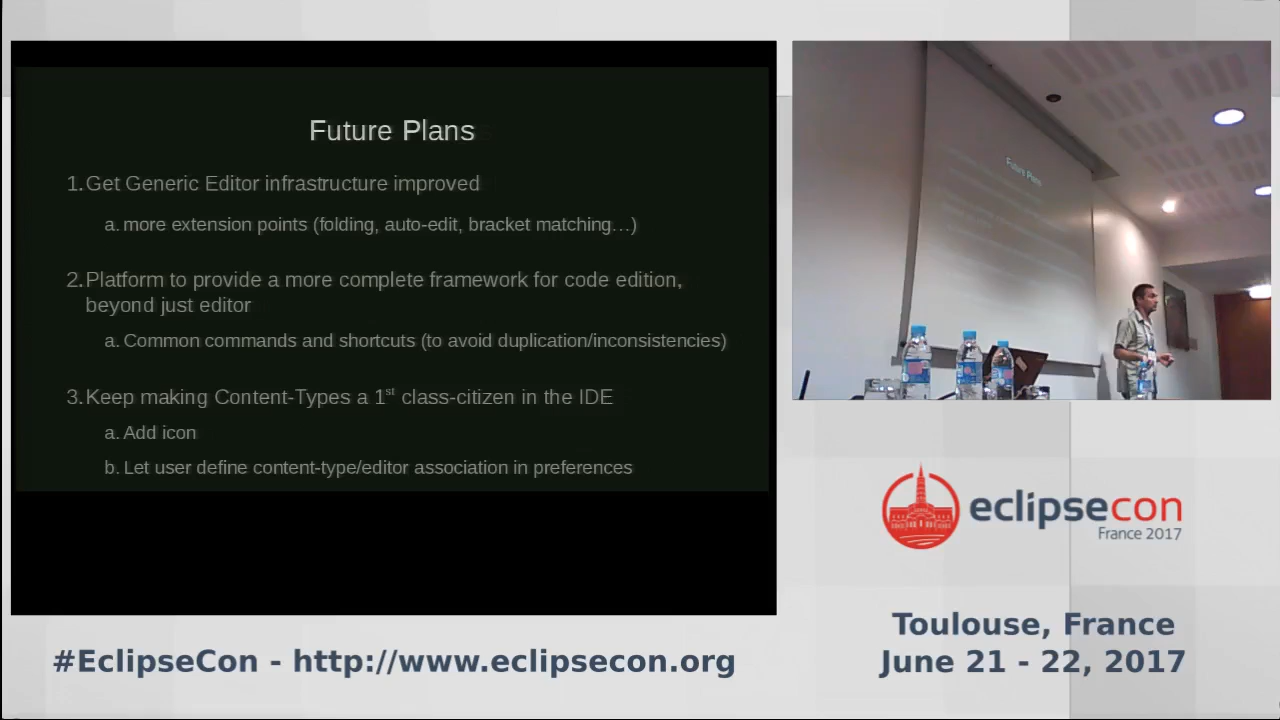 Future Plans
1. Get Generic Editor infrastructure improved
a. more extension points (folding, auto-edit, bracket matching…)
2. Platform to provide a more complete framework for code edition,
beyond just editor
a. Common commands and shortcuts (to avoid duplication/inconsistencies)
3. Keep making Content-Types a 1st class-citizen in the IDE
a. Add icon
b. Let user define content-type/editor association in preferences
Future Plans
eclipsecon
France 2017
Toulouse, France
June 21 - 22, 2017
#EclipseCon - http://www.eclipsecon.org